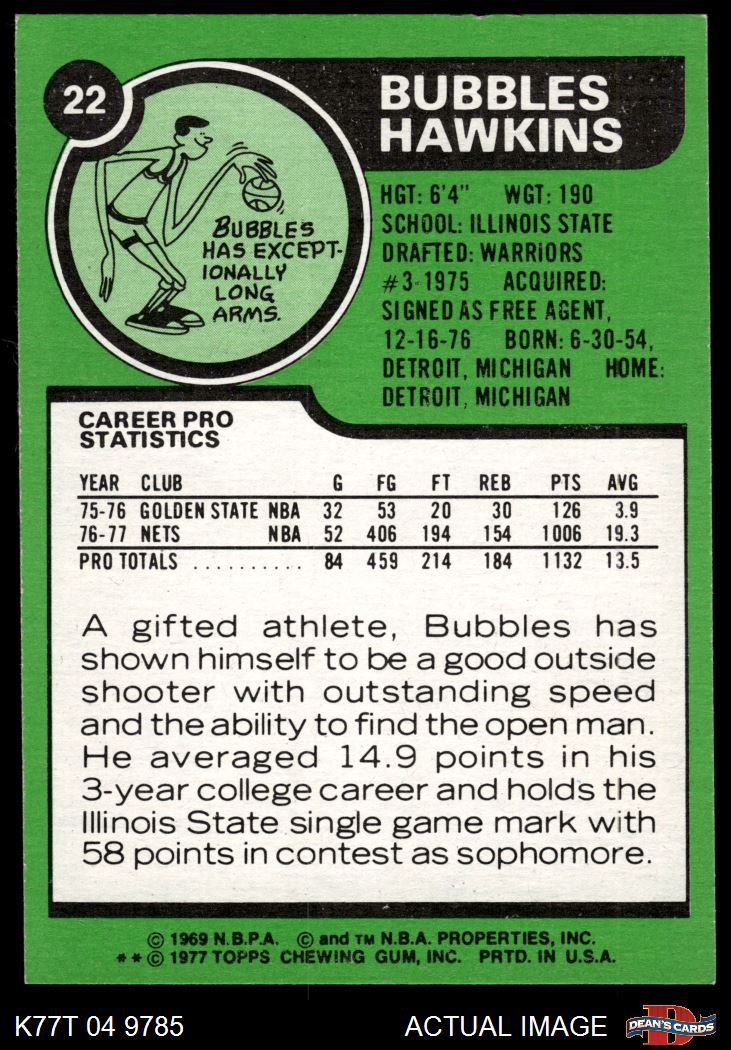 22
BUBBLES
HAWKINS
BUBBLES
HAS EXCEPT-
IONALLY
LONG
ARMS.
HGT: 6'4" WGT: 190
SCHOOL: ILLINOIS STATE
DRAFTED: WARRIORS
#3-1975 ACQUIRED:
SIGNED AS FREE AGENT,
12-16-76 BORN: 6-30-54,
DETROIT, MICHIGAN HOME:
DETROIT, MICHIGAN
CAREER PRO
STATISTICS
YEAR CLUB G FG FT REB PTS AVG
75-76 GOLDEN STATE NBA 32 53 20 30 126 3.9
76-77 NETS NBA 52 406 194 154 1006 19.3
PRO TOTALS .......... 84 459 214 184 1132 13.5
A gifted athlete, Bubbles has
shown himself to be a good outside
shooter with outstanding speed
and the ability to find the open man.
He averaged 14.9 points in his
3-year college career and holds the
Illinois State single game mark with
58 points in contest as sophomore.
© 1969 N.B.P.A. © and TM N.B.A. PROPERTIES, INC.
**© 1977 TOPPS CHEWING GUM, INC. PRTD. IN U.S.A.
K77T 04 9785 ACTUAL IMAGE
D
DEAN'S CARDS